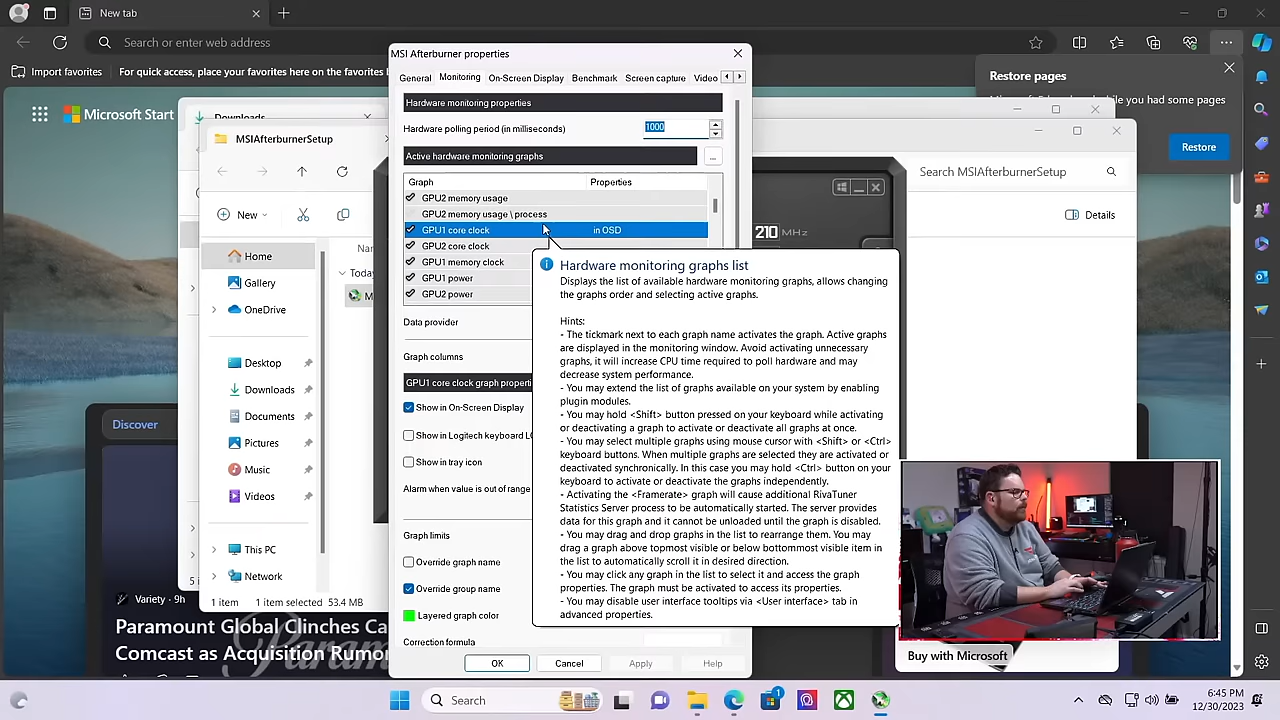 New tab
Search or enter web address
Import favorites
For quick access, place your favorites here on the favorites
Restore pages
while you had some pages
Restore
Microsoft Start
Downloads
MSIAfterburnerSetup
Search MSIAfterburnerSetup
New
Details
Home
Gallery
OneDrive
Desktop
Downloads
Documents
Pictures
Music
Videos
This PC
Network
1 item
1 item selected
53.4 MB
Today
Discover
Variety · 9h
Paramount Global Clinches Ca
Comcast as Acquisition Rumor
MSI Afterburner properties
General
Monitoring
On-Screen Display
Benchmark
Screen capture
Video
Hardware monitoring properties
Hardware polling period (in milliseconds)
1000
Active hardware monitoring graphs
...
Graph
Properties
GPU2 memory usage
GPU2 memory usage \ process
GPU1 core clock
in OSD
GPU2 core clock
GPU1 memory clock
GPU1 power
GPU2 power
Data provider
Graph columns
GPU1 core clock graph properti
Show in On-Screen Display
Show in Logitech keyboard LC
Show in tray icon
Alarm when value is out of range
Graph limits
Override graph name
Override group name
Layered graph color
Correction formula
OK
Cancel
Apply
Help
210 MHz
Hardware monitoring graphs list
Displays the list of available hardware monitoring graphs, allows changing
the graphs order and selecting active graphs.
Hints:
- The tickmark next to each graph name activates the graph. Active graphs
are displayed in the monitoring window. Avoid activating unnecessary
graphs, it will increase CPU time required to poll hardware and may
decrease system performance.
- You may extend the list of graphs available on your system by enabling
plugin modules.
- You may hold <Shift> button pressed on your keyboard while activating
or deactivating a graph to activate or deactivate all graphs at once.
- You may select multiple graphs using mouse cursor with <Shift> or <Ctrl>
keyboard buttons. When multiple graphs are selected they are activated or
deactivated synchronically. In this case you may hold <Ctrl> button on your
keyboard to activate or deactivate the graphs independently.
- Activating the <Framerate> graph will cause additional RivaTuner
Statistics Server process to be automatically started. The server provides
data for this graph and it cannot be unloaded until the graph is disabled.
- You may drag and drop graphs in the list to rearrange them. You may
drag a graph above topmost visible or below bottommost visible item in
the list to automatically scroll it in desired direction.
- You may click any graph in the list to select it and access the graph
properties. The graph must be activated to access its properties.
- You may disable user interface tooltips via <User interface> tab in
advanced properties.
Buy with Microsoft
Search
6:45 PM
12/30/2023